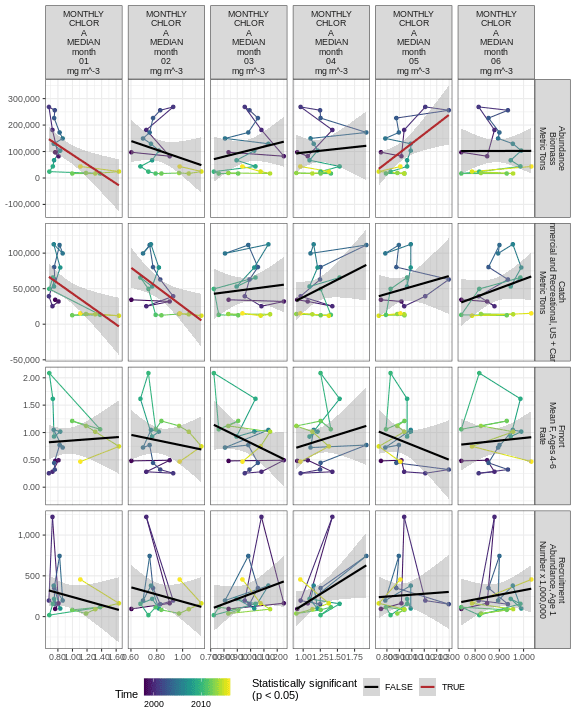 MONTHLY CHLOR A MEDIAN month 01 mg m^-3
MONTHLY CHLOR A MEDIAN month 02 mg m^-3
MONTHLY CHLOR A MEDIAN month 03 mg m^-3
MONTHLY CHLOR A MEDIAN month 04 mg m^-3
MONTHLY CHLOR A MEDIAN month 05 mg m^-3
MONTHLY CHLOR A MEDIAN month 06 mg m^-3
300,000
200,000
100,000
0
-100,000
Abundance
Biomass
Metric Tons
100,000
50,000
0
-50,000
Catch
mmercial and Recreational, US + Can
Metric Tons
2.00
1.50
1.00
0.50
0.00
Fmort
Mean F, Ages 4-6
Rate
1,000
500
0
Recruitment
Abundance, Age 1
Number x 1,000,000
0.80 1.00 1.20 1.40 1.60
0.60 0.80 1.00
1.00 1.25 1.50 1.75
0.800 0.900 1.000
Time
2000 2010
Statistically significant
(p < 0.05)
FALSE
TRUE